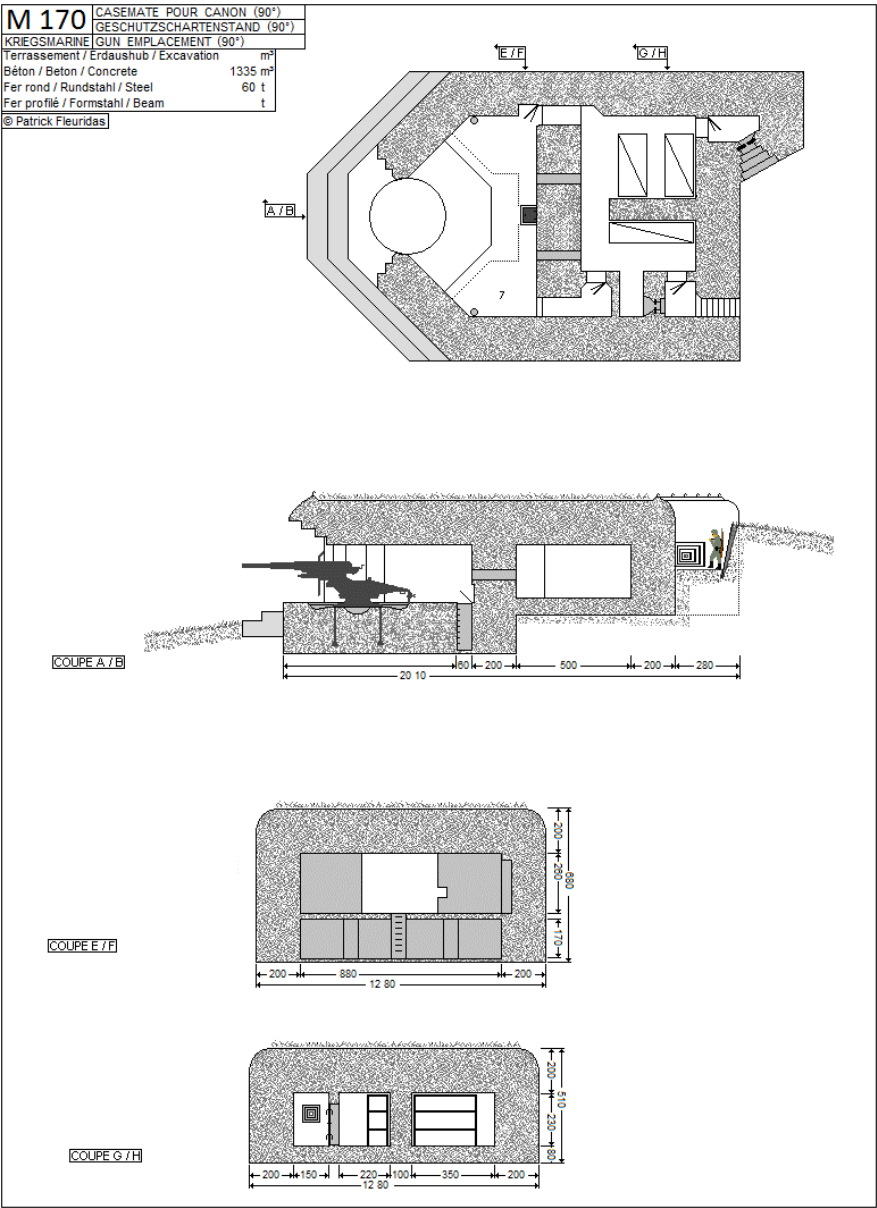 M 170
CASEMATE POUR CANON (90°)
GESCHUTZSCHARTENSTAND (90°)
KRIEGSMARINE GUN EMPLACEMENT (90°)
Terrassement / Erdaushub / Excavation m³
Béton / Beton / Concrete 1335 m³
Fer rond / Rundstahl / Steel 60 t
Fer profilé / Formstahl / Beam t
© Patrick Fleuridas
E / F
G / H
A / B
7
COUPE A / B
60 200 500 200 280
20 10
200
260
680
170
COUPE E / F
200 880 200
12 80
200
510
230
80
COUPE G / H
200 150 220 100 350 200
12 80